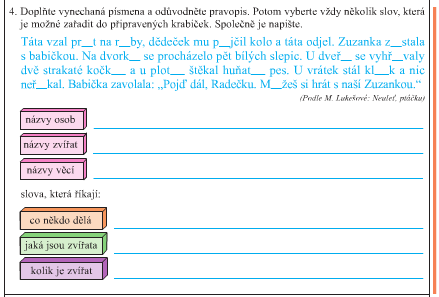 4. Doplňte vynechaná písmena a odůvodněte pravopis. Potom vyberte vždy několik slov, která
je možné zařadit do připravených krabiček. Společně je napište.
Táta vzal pr__t na r__by, dědeček mu p__jčil kolo a táta odjel. Zuzanka z__stala
s babičkou. Na dvork__ se procházelo pět bílých slepic. U dveř__ se vyhř__valy
dvě strakaté kočk__ a u plot__ štěkal huňat__ pes. U vrátek stál kl__k a nic
neř__kal. Babička zavolala: „Pojď dál, Radečku. M__žeš si hrát s naší Zuzankou.“
(Podle M. Lukešové: Neuleť, ptáčku)
názvy osob
názvy zvířat
názvy věcí
slova, která říkají:
co někdo dělá
jaká jsou zvířata
kolik je zvířat